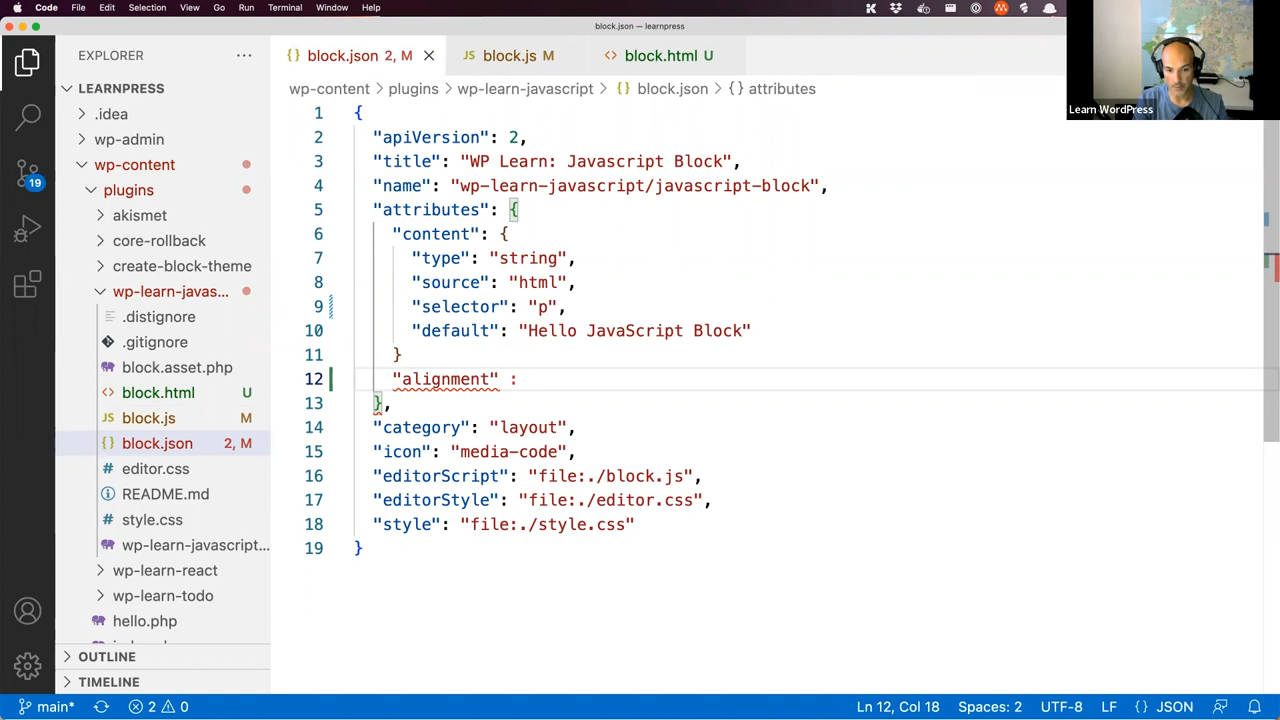 Code File Edit Selection View Go Run Terminal Window Help
block.json — learnpress
EXPLORER
LEARNPRESS
.idea
wp-admin
wp-content
plugins
akismet
core-rollback
create-block-theme
wp-learn-javas...
.distignore
.gitignore
block.asset.php
block.html U
block.js M
block.json 2, M
editor.css
README.md
style.css
wp-learn-javascript...
wp-learn-react
wp-learn-todo
hello.php
OUTLINE
TIMELINE
19
block.json 2, M
block.js M
block.html U
wp-content > plugins > wp-learn-javascript > {} block.json > {} attributes
Learn WordPress
1 {
2 "apiVersion": 2,
3 "title": "WP Learn: Javascript Block",
4 "name": "wp-learn-javascript/javascript-block",
5 "attributes": {
6 "content": {
7 "type": "string",
8 "source": "html",
9 "selector": "p",
10 "default": "Hello JavaScript Block"
11 }
12 "alignment" :
13 },
14 "category": "layout",
15 "icon": "media-code",
16 "editorScript": "file:./block.js",
17 "editorStyle": "file:./editor.css",
18 "style": "file:./style.css"
19 }
main* 2 0 Ln 12, Col 18 Spaces: 2 UTF-8 LF {} JSON